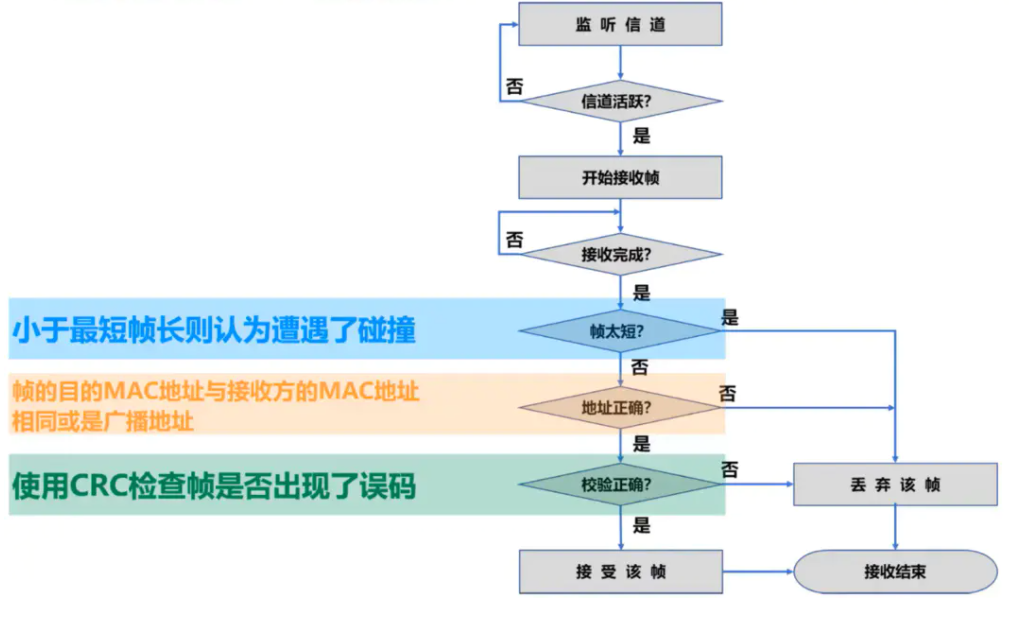 监 听 信 道
否
信道活跃?
是
开始接收帧
否
接收完成?
是
小于最短帧长则认为遭遇了碰撞
帧太短?
是
否
帧的目的MAC地址与接收方的MAC地址
相同或是广播地址
地址正确?
否
是
使用CRC检查帧是否出现了误码
校验正确?
否
丢 弃 该 帧
是
接 受 该 帧
接收结束